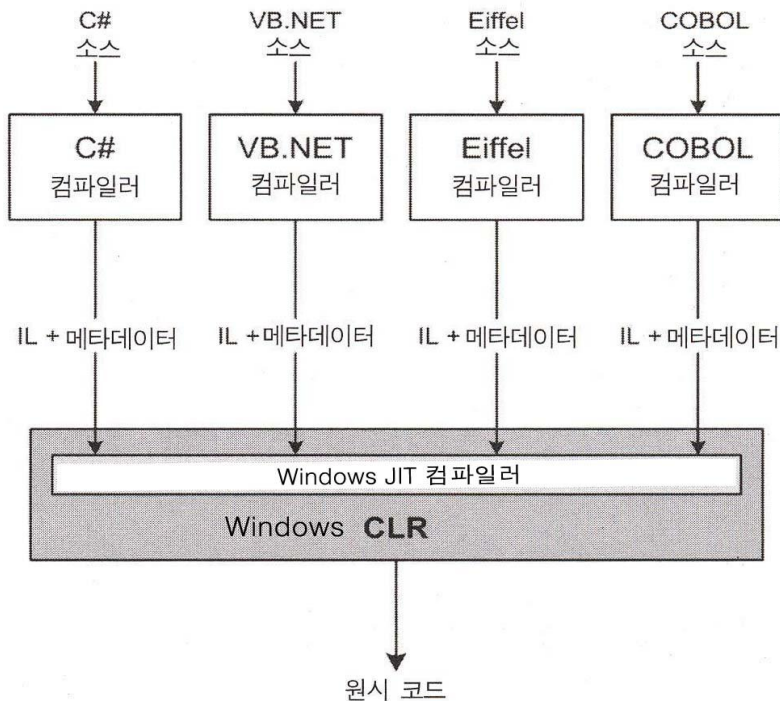 C#
소스
VB.NET
소스
Eiffel
소스
COBOL
소스
C#
컴파일러
VB.NET
컴파일러
Eiffel
컴파일러
COBOL
컴파일러
IL + 메타데이터
IL + 메타데이터
IL + 메타데이터
IL + 메타데이터
Windows JIT 컴파일러
Windows CLR
원시 코드